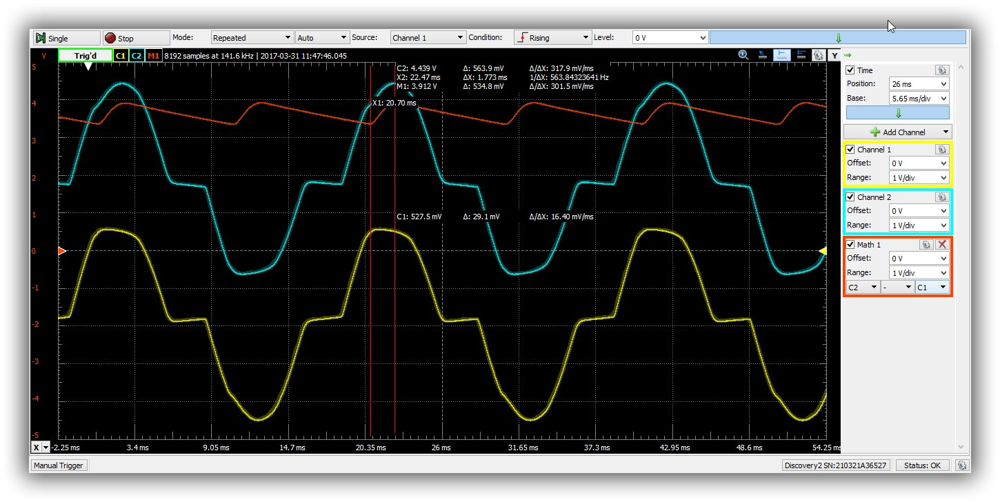 Single Stop Mode: Repeated Auto Source: Channel 1 Condition: Rising Level: 0 V
V Trig'd C1 C2 M1 8192 samples at 141.6 kHz | 2017-03-31 11:47:46.045 Y
C2: 4.439 V Δ: 563.9 mV Δ/ΔX: 317.9 mV/ms
X2: 22.47 ms ΔX: 1.773 ms 1/ΔX: 563.84323641 Hz
M1: 3.912 V Δ: 534.8 mV Δ/ΔX: 301.5 mV/ms
X1: 20.70 ms
C1: 527.5 mV Δ: 29.1 mV Δ/ΔX: 16.40 mV/ms
5
4
3
2
1
0
-1
-2
-3
-4
-5
X -2.25 ms 3.4 ms 9.05 ms 14.7 ms 20.35 ms 26 ms 31.65 ms 37.3 ms 42.95 ms 48.6 ms 54.25 ms
Time
Position: 26 ms
Base: 5.65 ms/div
Add Channel
Channel 1
Offset: 0 V
Range: 1 V/div
Channel 2
Offset: 0 V
Range: 1 V/div
Math 1
Offset: 0 V
Range: 1 V/div
C2 - C1
Manual Trigger Discovery2 SN:210321A36527 Status: OK